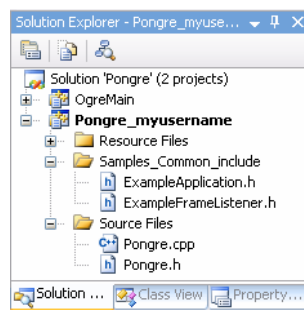 Solution Explorer - Pongre_myuse...
Solution 'Pongre' (2 projects)
OgreMain
Pongre_myusername
Resource Files
Samples_Common_include
ExampleApplication.h
ExampleFrameListener.h
Source Files
Pongre.cpp
Pongre.h
Solution ... Class View Property...